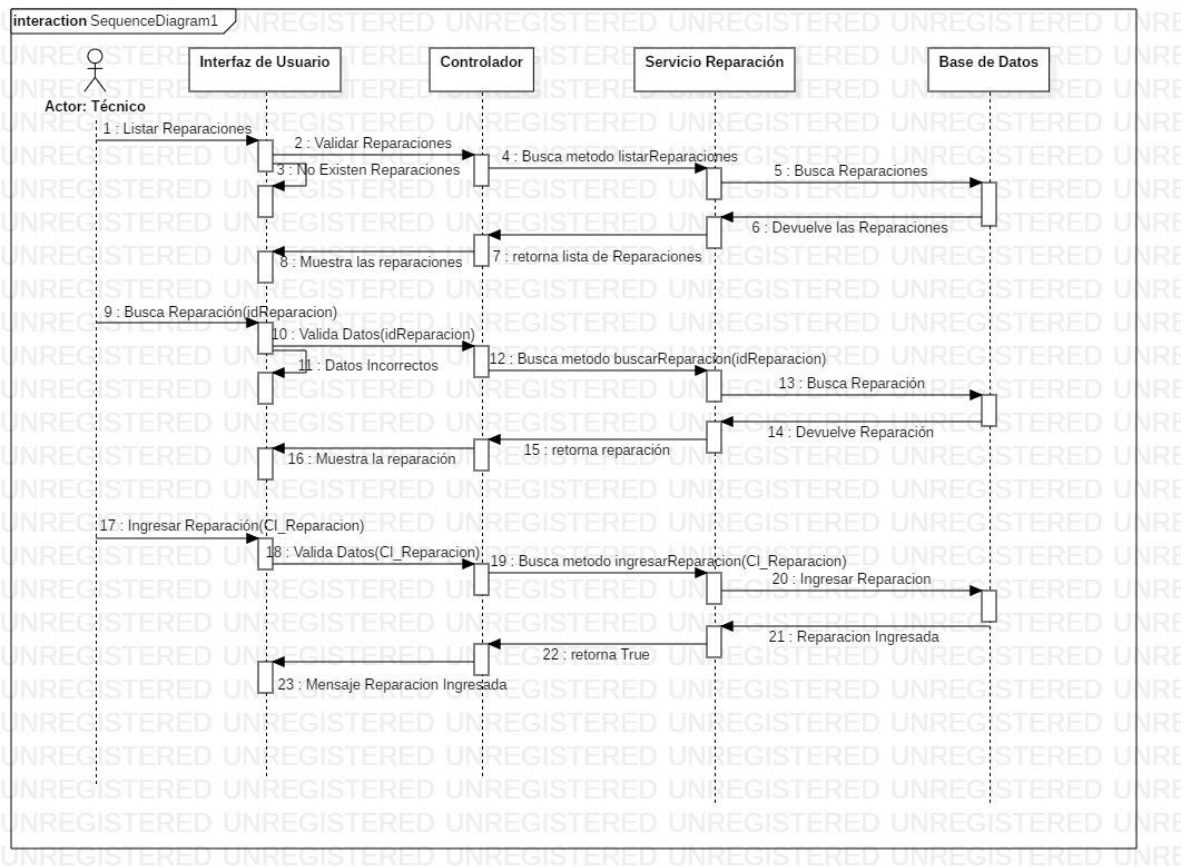 interaction SequenceDiagram1
Interfaz de Usuario
Controlador
Servicio Reparación
Base de Datos
Actor: Técnico
1 : Listar Reparaciones
2 : Validar Reparaciones
3 : No Existen Reparaciones
4 : Busca metodo listarReparaciones
5 : Busca Reparaciones
6 : Devuelve las Reparaciones
7 : retorna lista de Reparaciones
8 : Muestra las reparaciones
9 : Busca Reparación(idReparacion)
10 : Valida Datos(idReparacion)
11 : Datos Incorrectos
12 : Busca metodo buscarReparacion(idReparacion)
13 : Busca Reparación
14 : Devuelve Reparación
15 : retorna reparación
16 : Muestra la reparación
17 : Ingresar Reparación(CI_Reparacion)
18 : Valida Datos(CI_Reparacion)
19 : Busca metodo ingresarReparacion(CI_Reparacion)
20 : Ingresar Reparacion
21 : Reparacion Ingresada
22 : retorna True
23 : Mensaje Reparacion Ingresada
UNREGISTERED